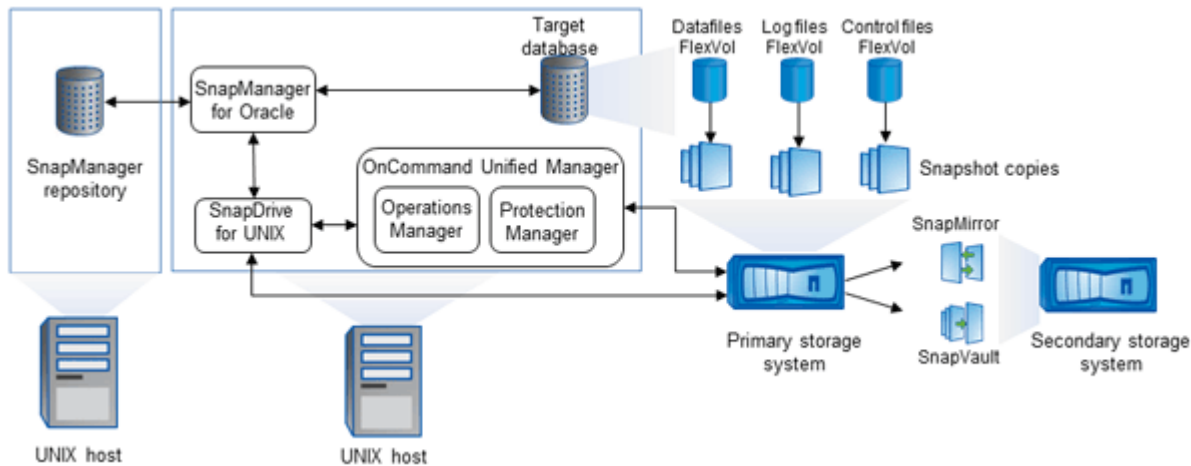 Target
database
Datafiles
FlexVol
Log files
FlexVol
Control files
FlexVol
SnapManager
for Oracle
SnapManager
repository
OnCommand Unified Manager
Operations
Manager
Protection
Manager
SnapDrive
for UNIX
Snapshot copies
SnapMirror
SnapVault
Primary storage
system
Secondary storage
system
UNIX host
UNIX host